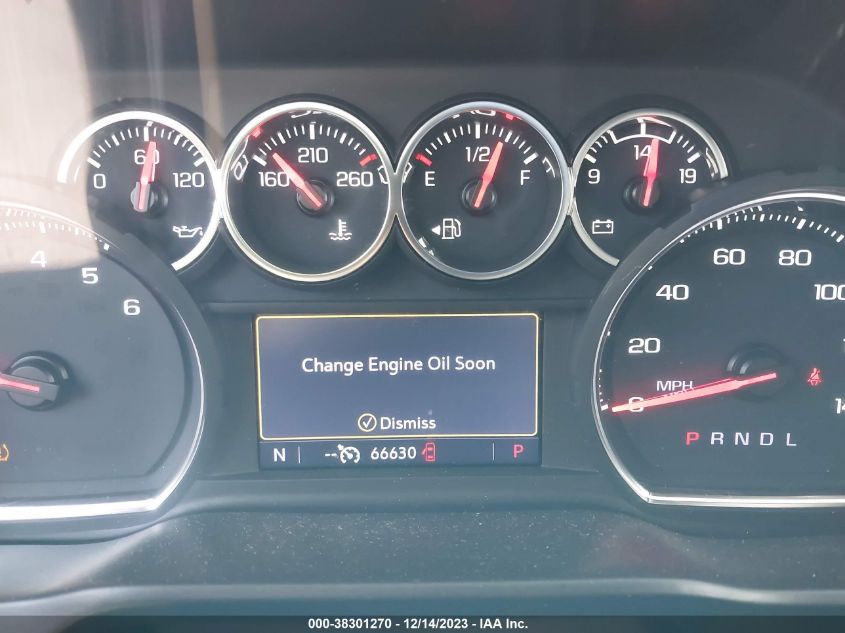 60
0 120
210
160 260
1/2
E F
14
9 19
4
5
6
Change Engine Oil Soon
Dismiss
N -- 66630 P
60 80
40 100
20
MPH
0
P R N D L
000-38301270 - 12/14/2023 - IAA Inc.